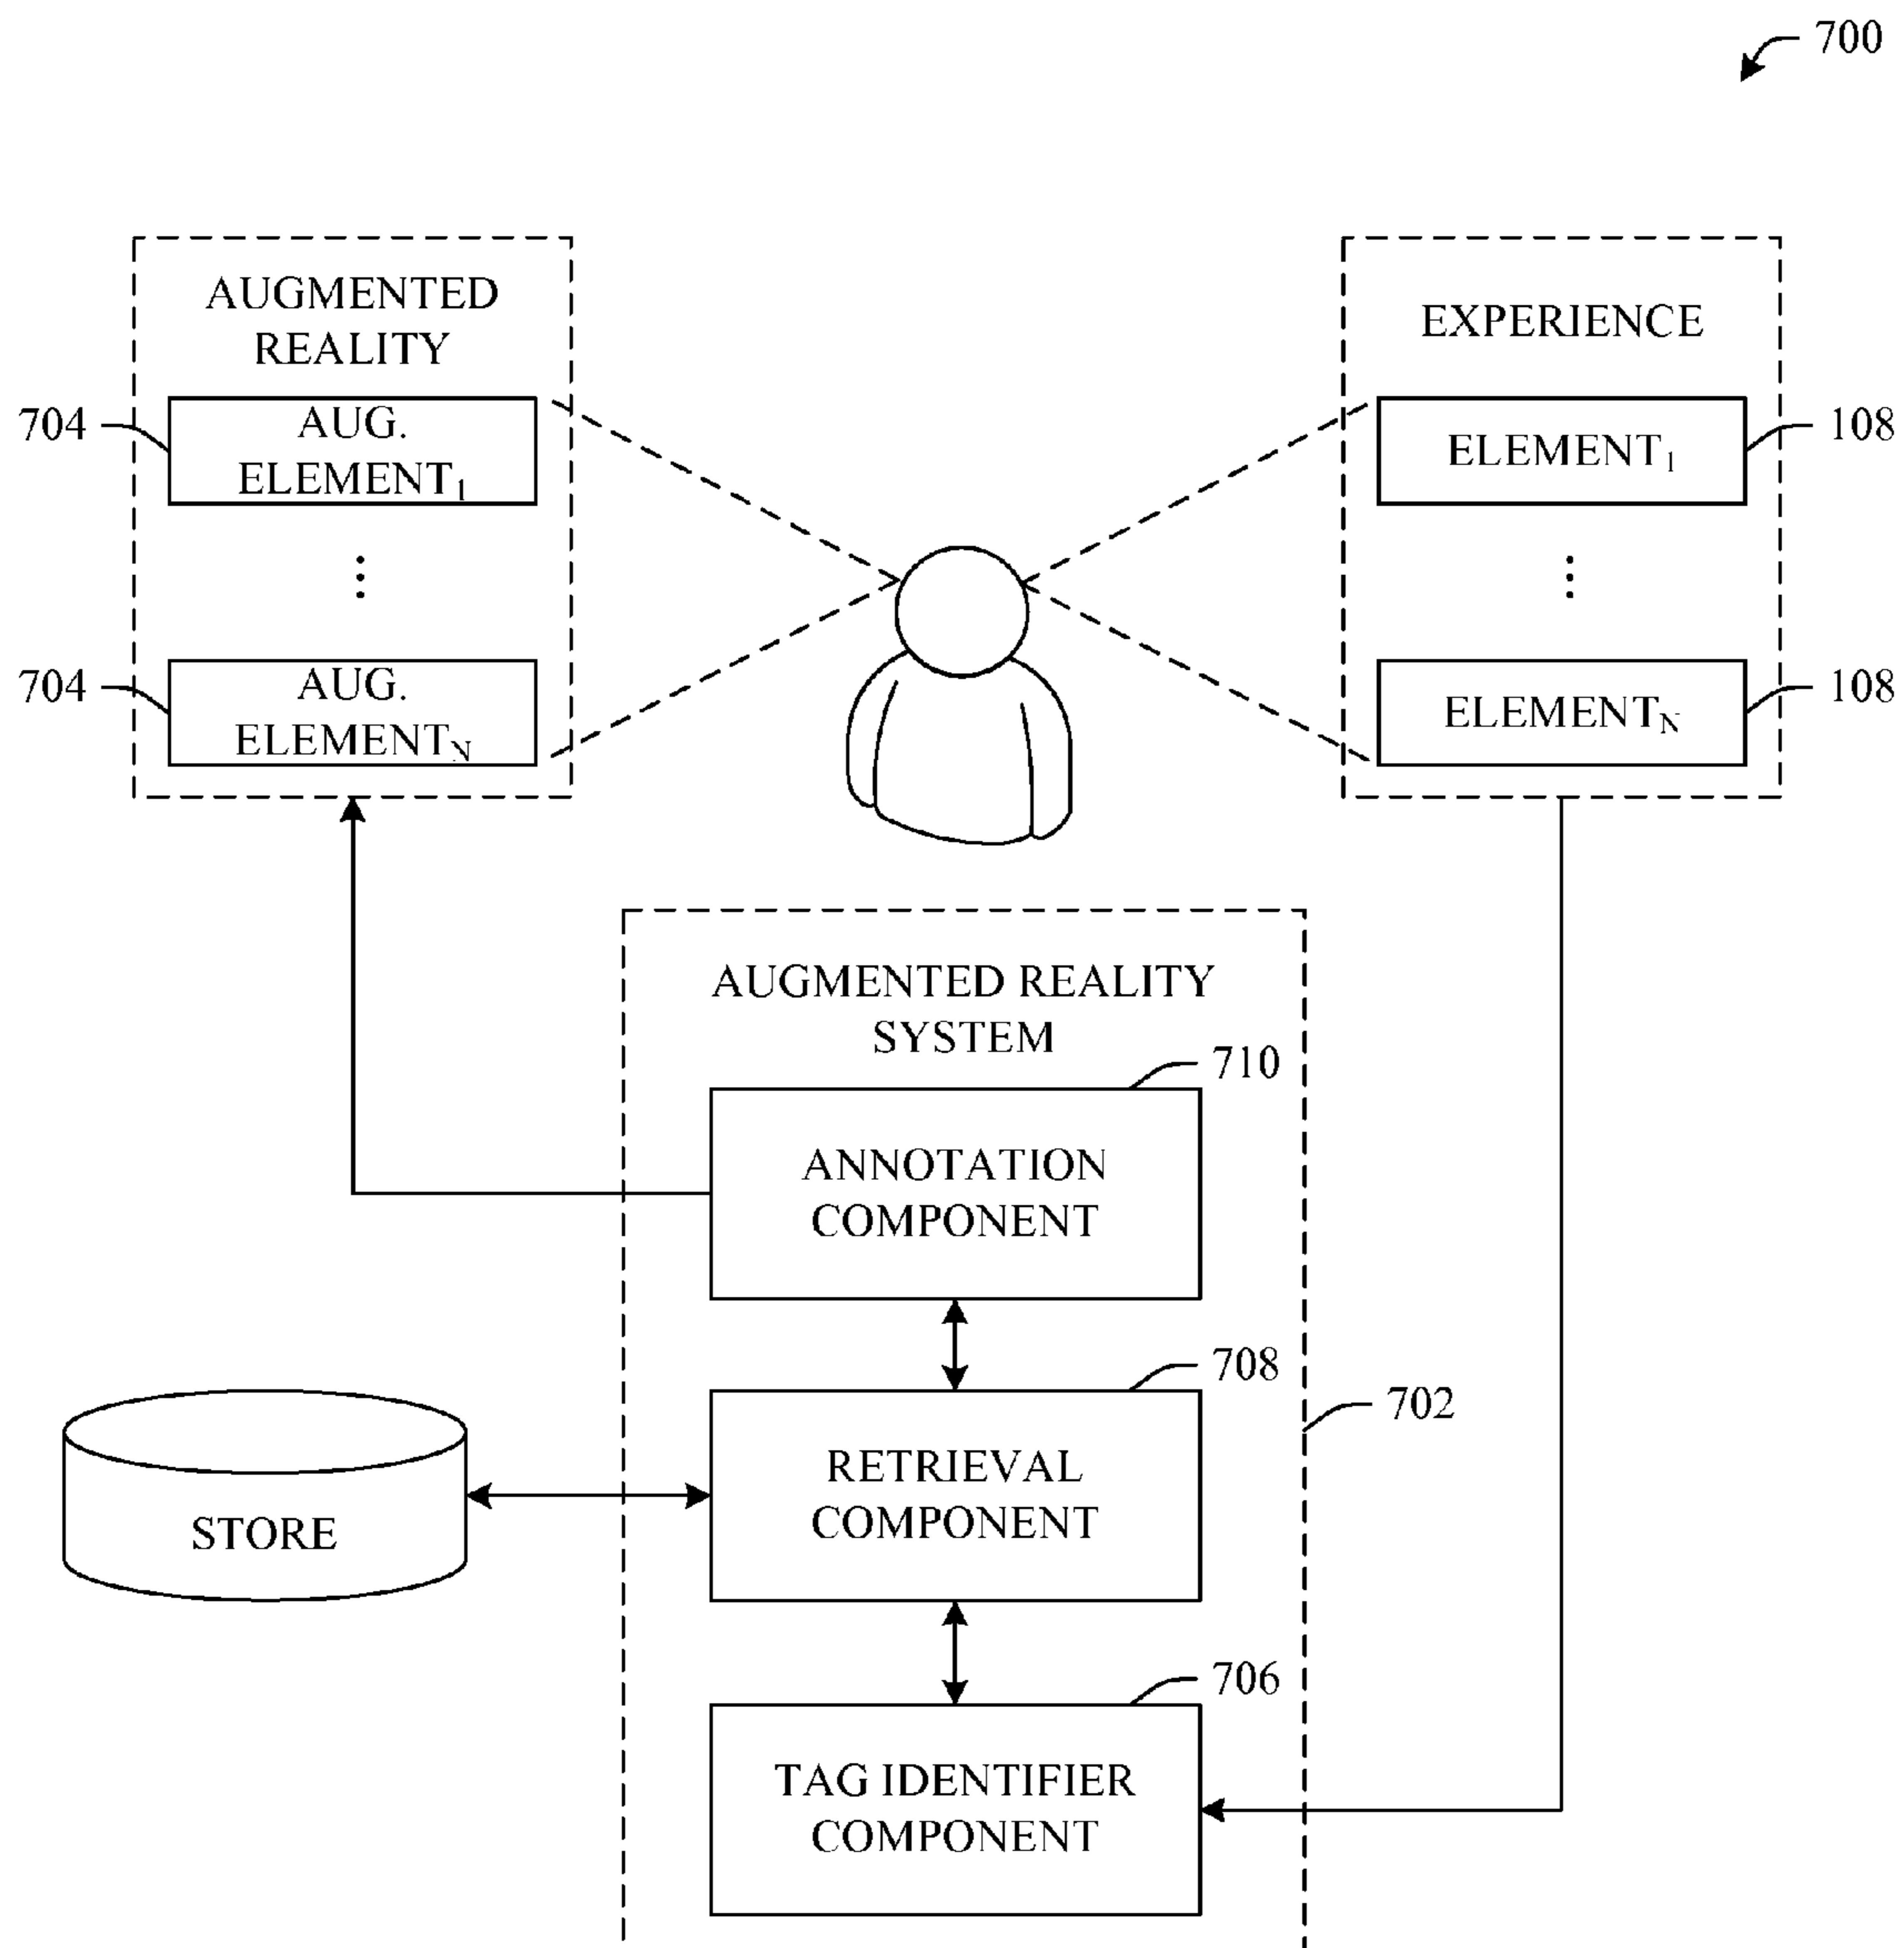 700
AUGMENTED
REALITY
704
AUG.
ELEMENT1
704
AUG.
ELEMENTN
EXPERIENCE
ELEMENT1
108
ELEMENTN
108
AUGMENTED REALITY
SYSTEM
710
ANNOTATION
COMPONENT
708
702
RETRIEVAL
COMPONENT
STORE
706
TAG IDENTIFIER
COMPONENT